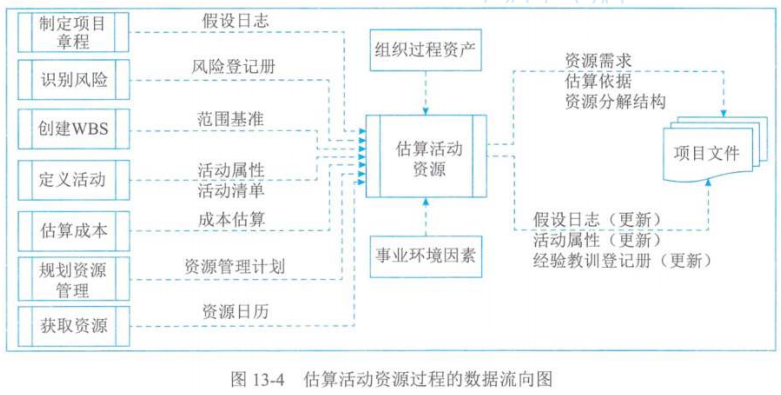 制定项目
章程
假设日志
识别风险
风险登记册
创建WBS
范围基准
定义活动
活动属性
活动清单
估算成本
成本估算
规划资源
管理
资源管理计划
获取资源
资源日历
组织过程资产
估算活动
资源
事业环境因素
资源需求
估算依据
资源分解结构
项目文件
假设日志（更新）
活动属性（更新）
经验教训登记册（更新）
图 13-4 估算活动资源过程的数据流向图